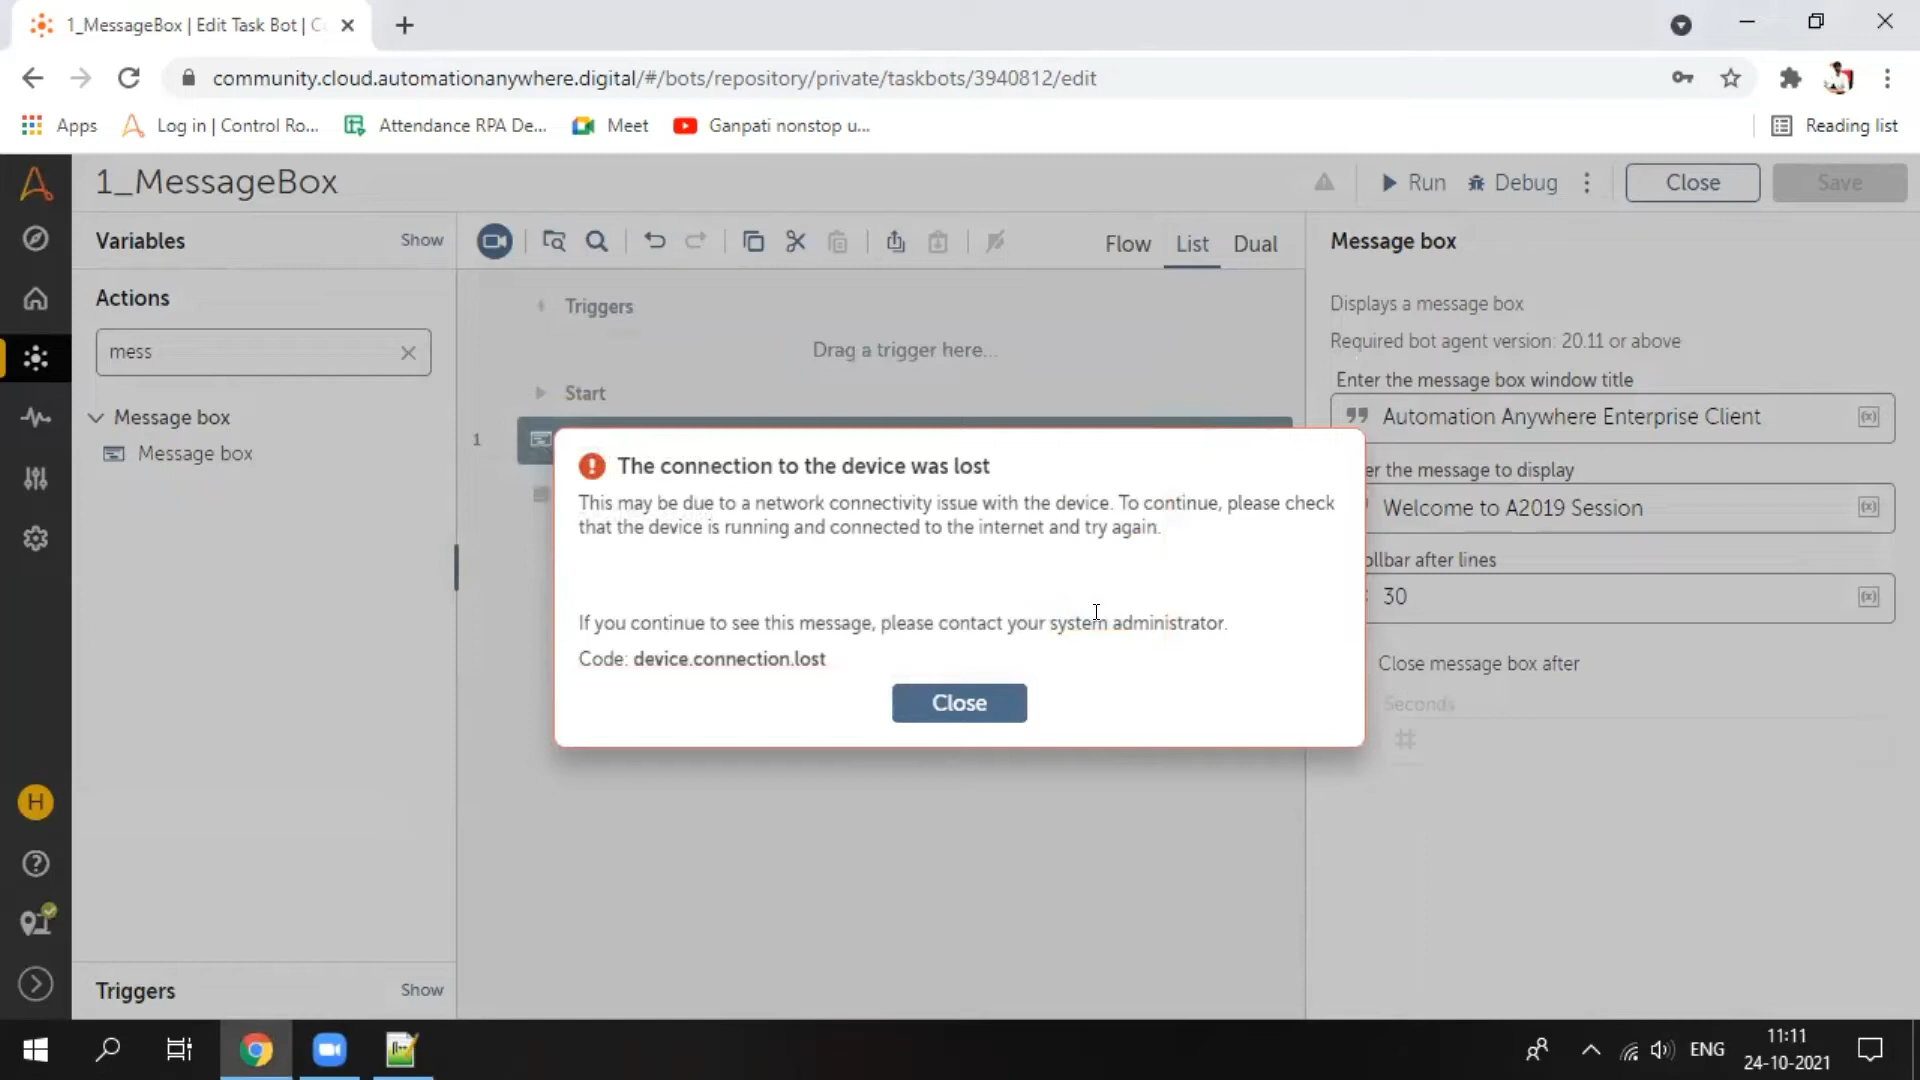 1_MessageBox | Edit Task Bot | C
community.cloud.automationanywhere.digital/#/bots/repository/private/taskbots/3940812/edit
Apps
Log in | Control Ro...
Attendance RPA De...
Meet
Ganpati nonstop u...
Reading list
1_MessageBox
Run
Debug
Close
Save
Variables
Show
Flow
List
Dual
Message box
Actions
mess
Message box
Message box
Triggers
Drag a trigger here...
Start
1
Displays a message box
Required bot agent version: 20.11 or above
Enter the message box window title
Automation Anywhere Enterprise Client
er the message to display
Welcome to A2019 Session
ollbar after lines
30
Close message box after
Seconds
#
The connection to the device was lost
This may be due to a network connectivity issue with the device. To continue, please check
that the device is running and connected to the internet and try again.
If you continue to see this message, please contact your system administrator.
Code: device.connection.lost
Close
H
Triggers
Show
ENG
11:11
24-10-2021